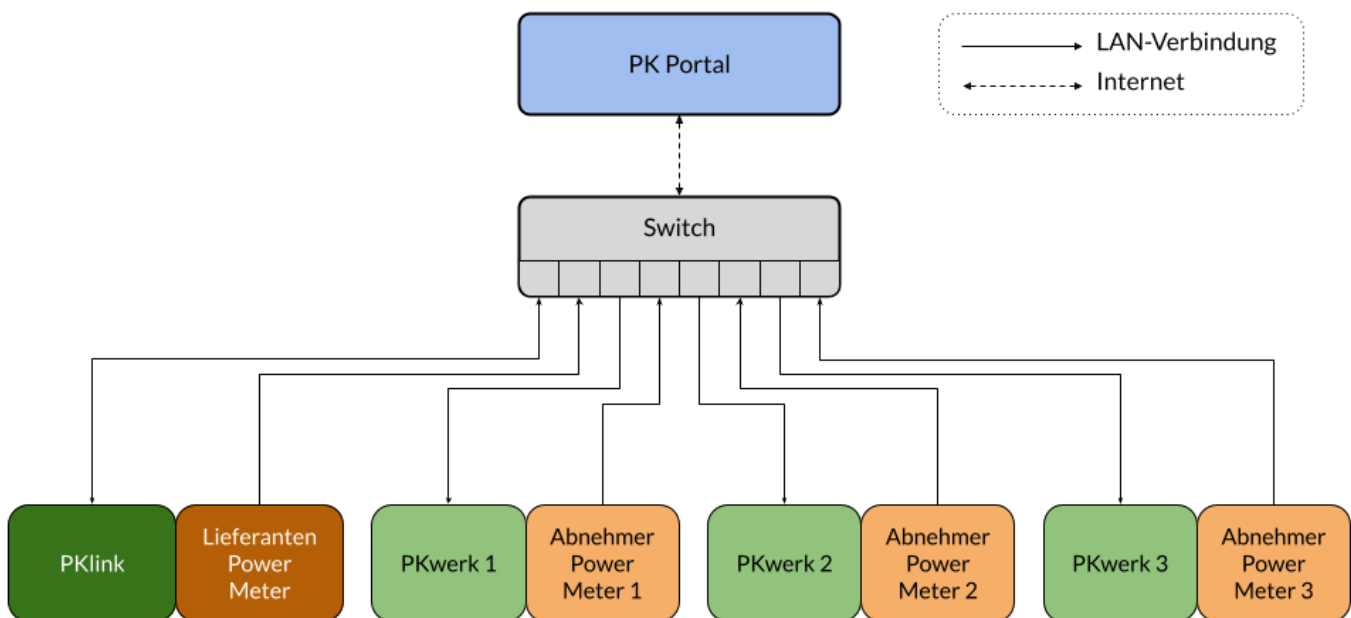 PK Portal
LAN-Verbindung
Internet
Switch
PKlink
Lieferanten
Power
Meter
PKwerk 1
Abnehmer
Power
Meter 1
PKwerk 2
Abnehmer
Power
Meter 2
PKwerk 3
Abnehmer
Power
Meter 3